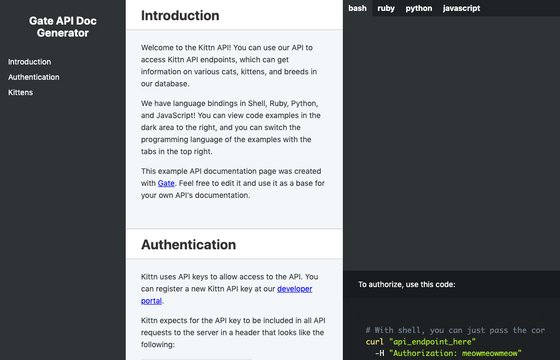 Gate API Doc
Generator
Introduction
Authentication
Kittens
Introduction
Welcome to the Kittn API! You can use our API to
access Kittn API endpoints, which can get
information on various cats, kittens, and breeds in
our database.
We have language bindings in Shell, Ruby, Python,
and JavaScript! You can view code examples in the
dark area to the right, and you can switch the
programming language of the examples with the
tabs in the top right.
This example API documentation page was created
with Gate. Feel free to edit it and use it as a base for
your own API's documentation.
Authentication
Kittn uses API keys to allow access to the API. You
can register a new Kittn API key at our developer
portal.
Kittn expects for the API key to be included in all API
requests to the server in a header that looks like the
following:
bash ruby python javascript
To authorize, use this code:
# With shell, you can just pass the cor
curl "api_endpoint_here"
-H "Authorization: meowmeowmeow"